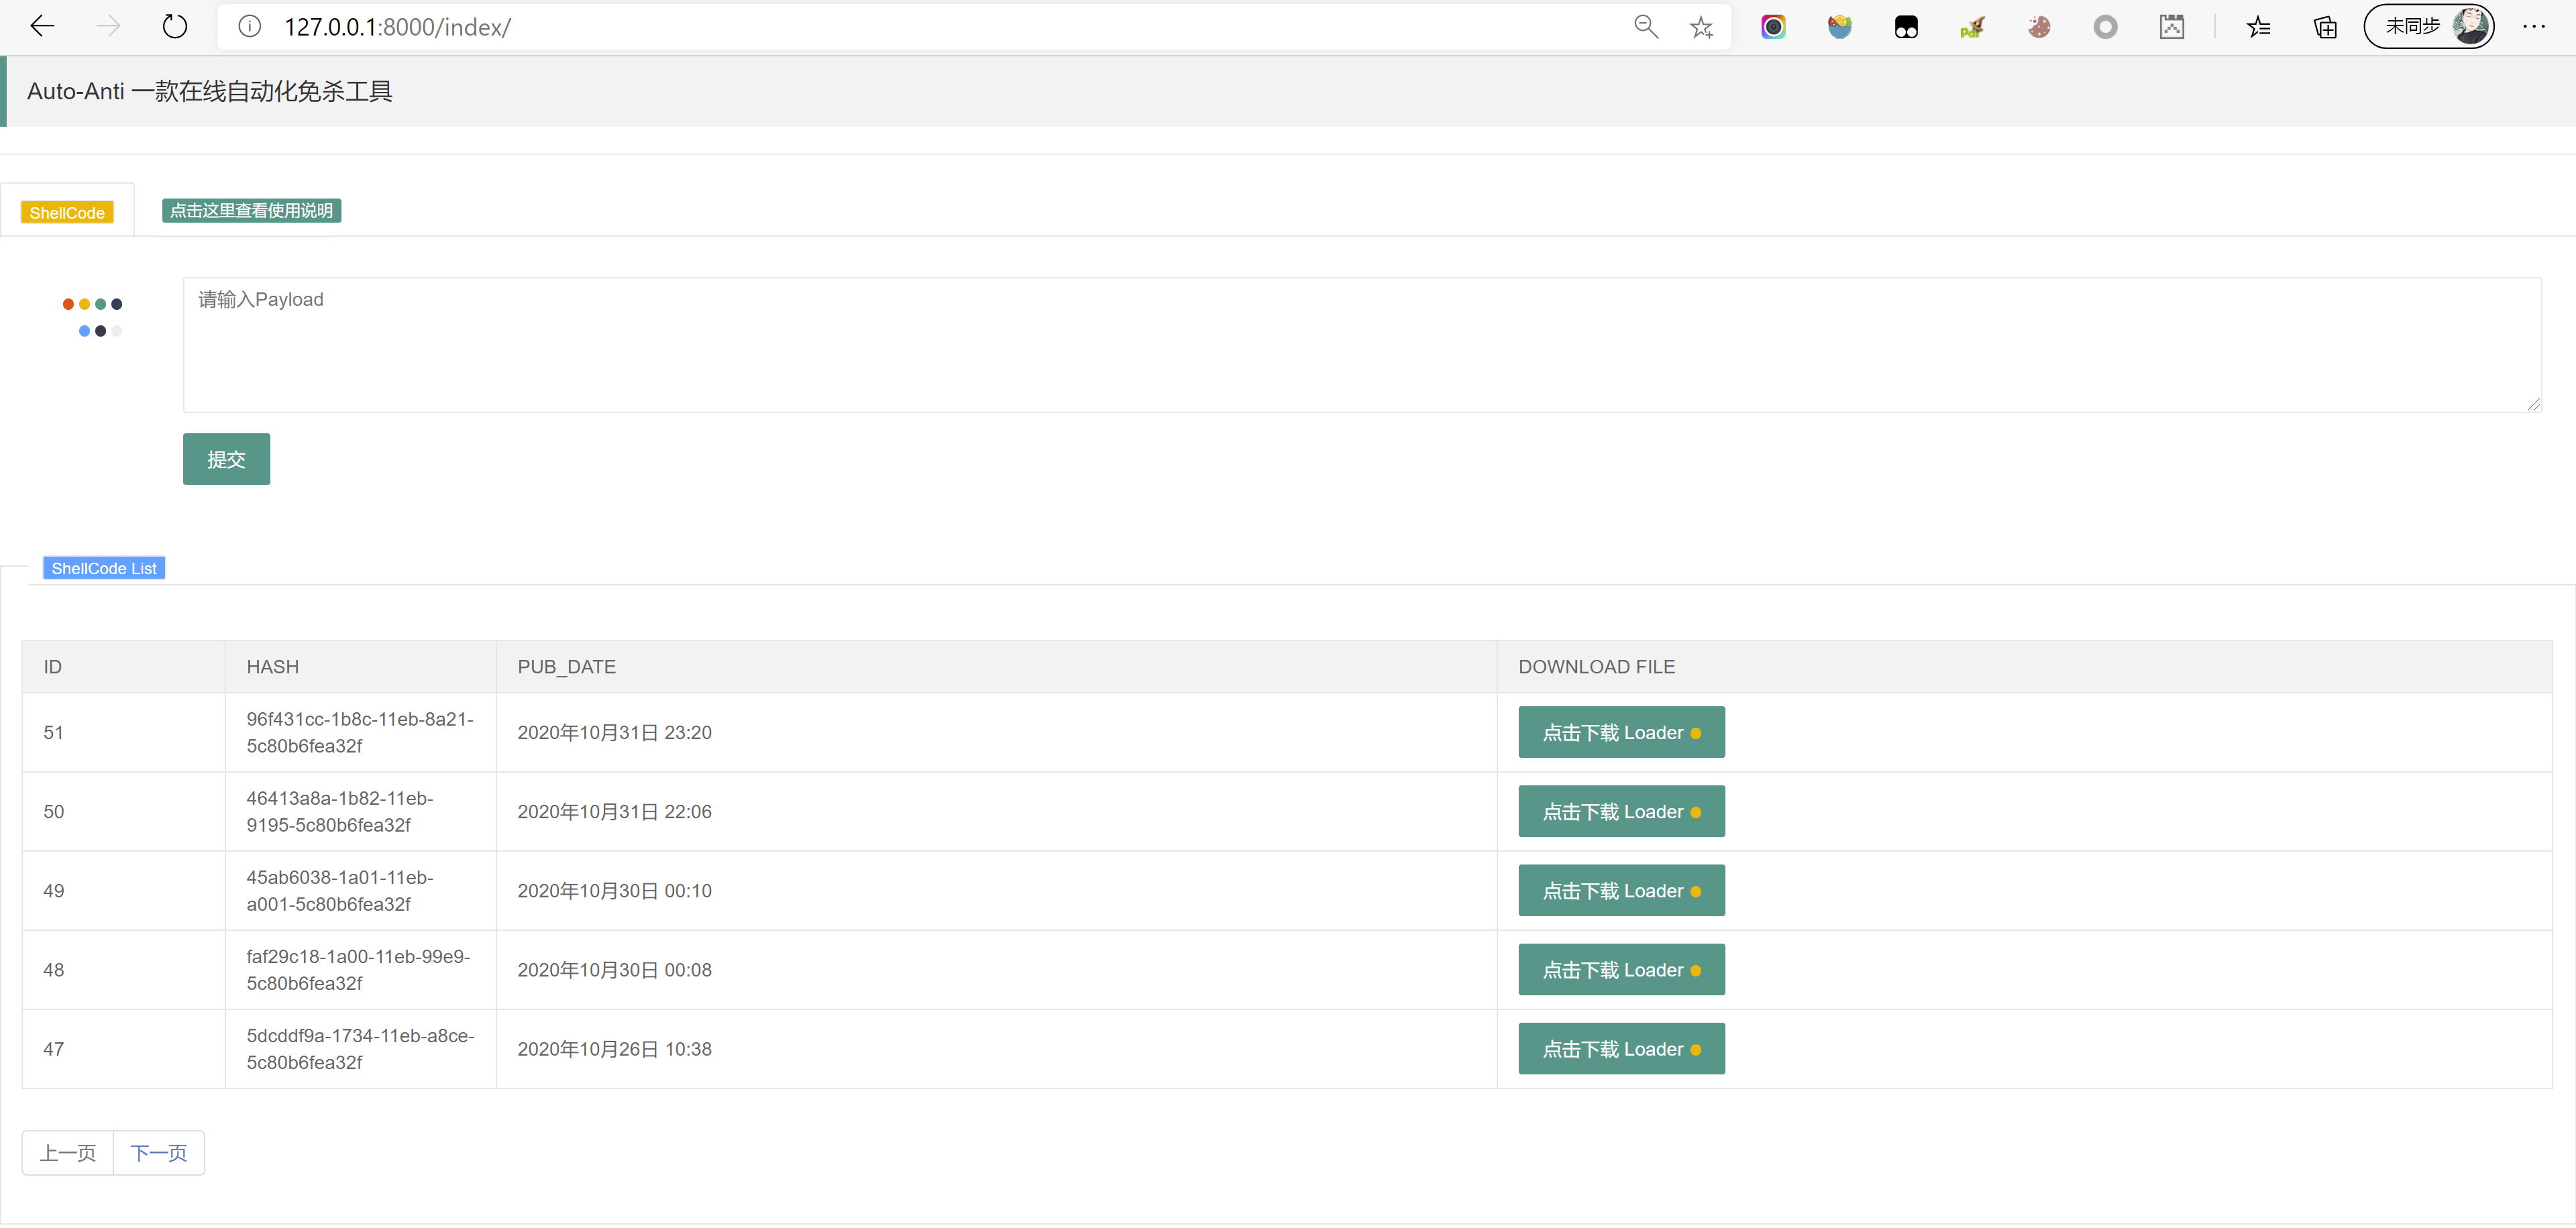 127.0.0.1:8000/index/
未同步
Auto-Anti 一款在线自动化免杀工具
ShellCode
点击这里查看使用说明
请输入Payload
提交
ShellCode List
ID HASH PUB_DATE DOWNLOAD FILE
51 96f431cc-1b8c-11eb-8a21-
5c80b6fea32f 2020年10月31日 23:20 点击下载 Loader
50 46413a8a-1b82-11eb-
9195-5c80b6fea32f 2020年10月31日 22:06 点击下载 Loader
49 45ab6038-1a01-11eb-
a001-5c80b6fea32f 2020年10月30日 00:10 点击下载 Loader
48 faf29c18-1a00-11eb-99e9-
5c80b6fea32f 2020年10月30日 00:08 点击下载 Loader
47 5dcddf9a-1734-11eb-a8ce-
5c80b6fea32f 2020年10月26日 10:38 点击下载 Loader
上一页 下一页